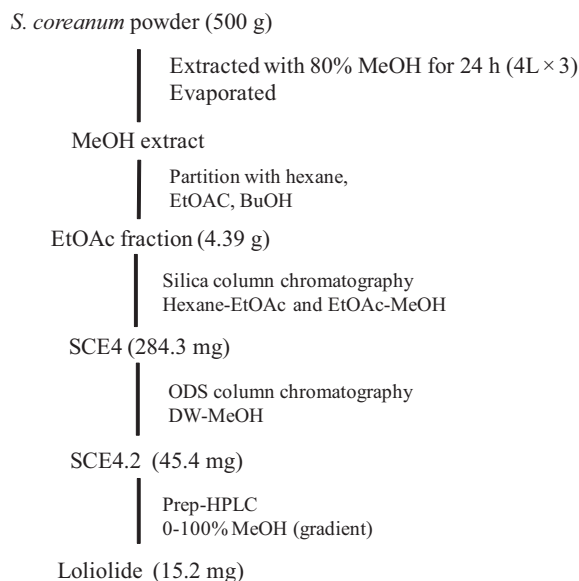 S. coreanum powder (500 g)
Extracted with 80% MeOH for 24 h (4L × 3)
Evaporated
MeOH extract
Partition with hexane,
EtOAC, BuOH
EtOAc fraction (4.39 g)
Silica column chromatography
Hexane-EtOAc and EtOAc-MeOH
SCE4 (284.3 mg)
ODS column chromatography
DW-MeOH
SCE4.2 (45.4 mg)
Prep-HPLC
0-100% MeOH (gradient)
Loliolide (15.2 mg)